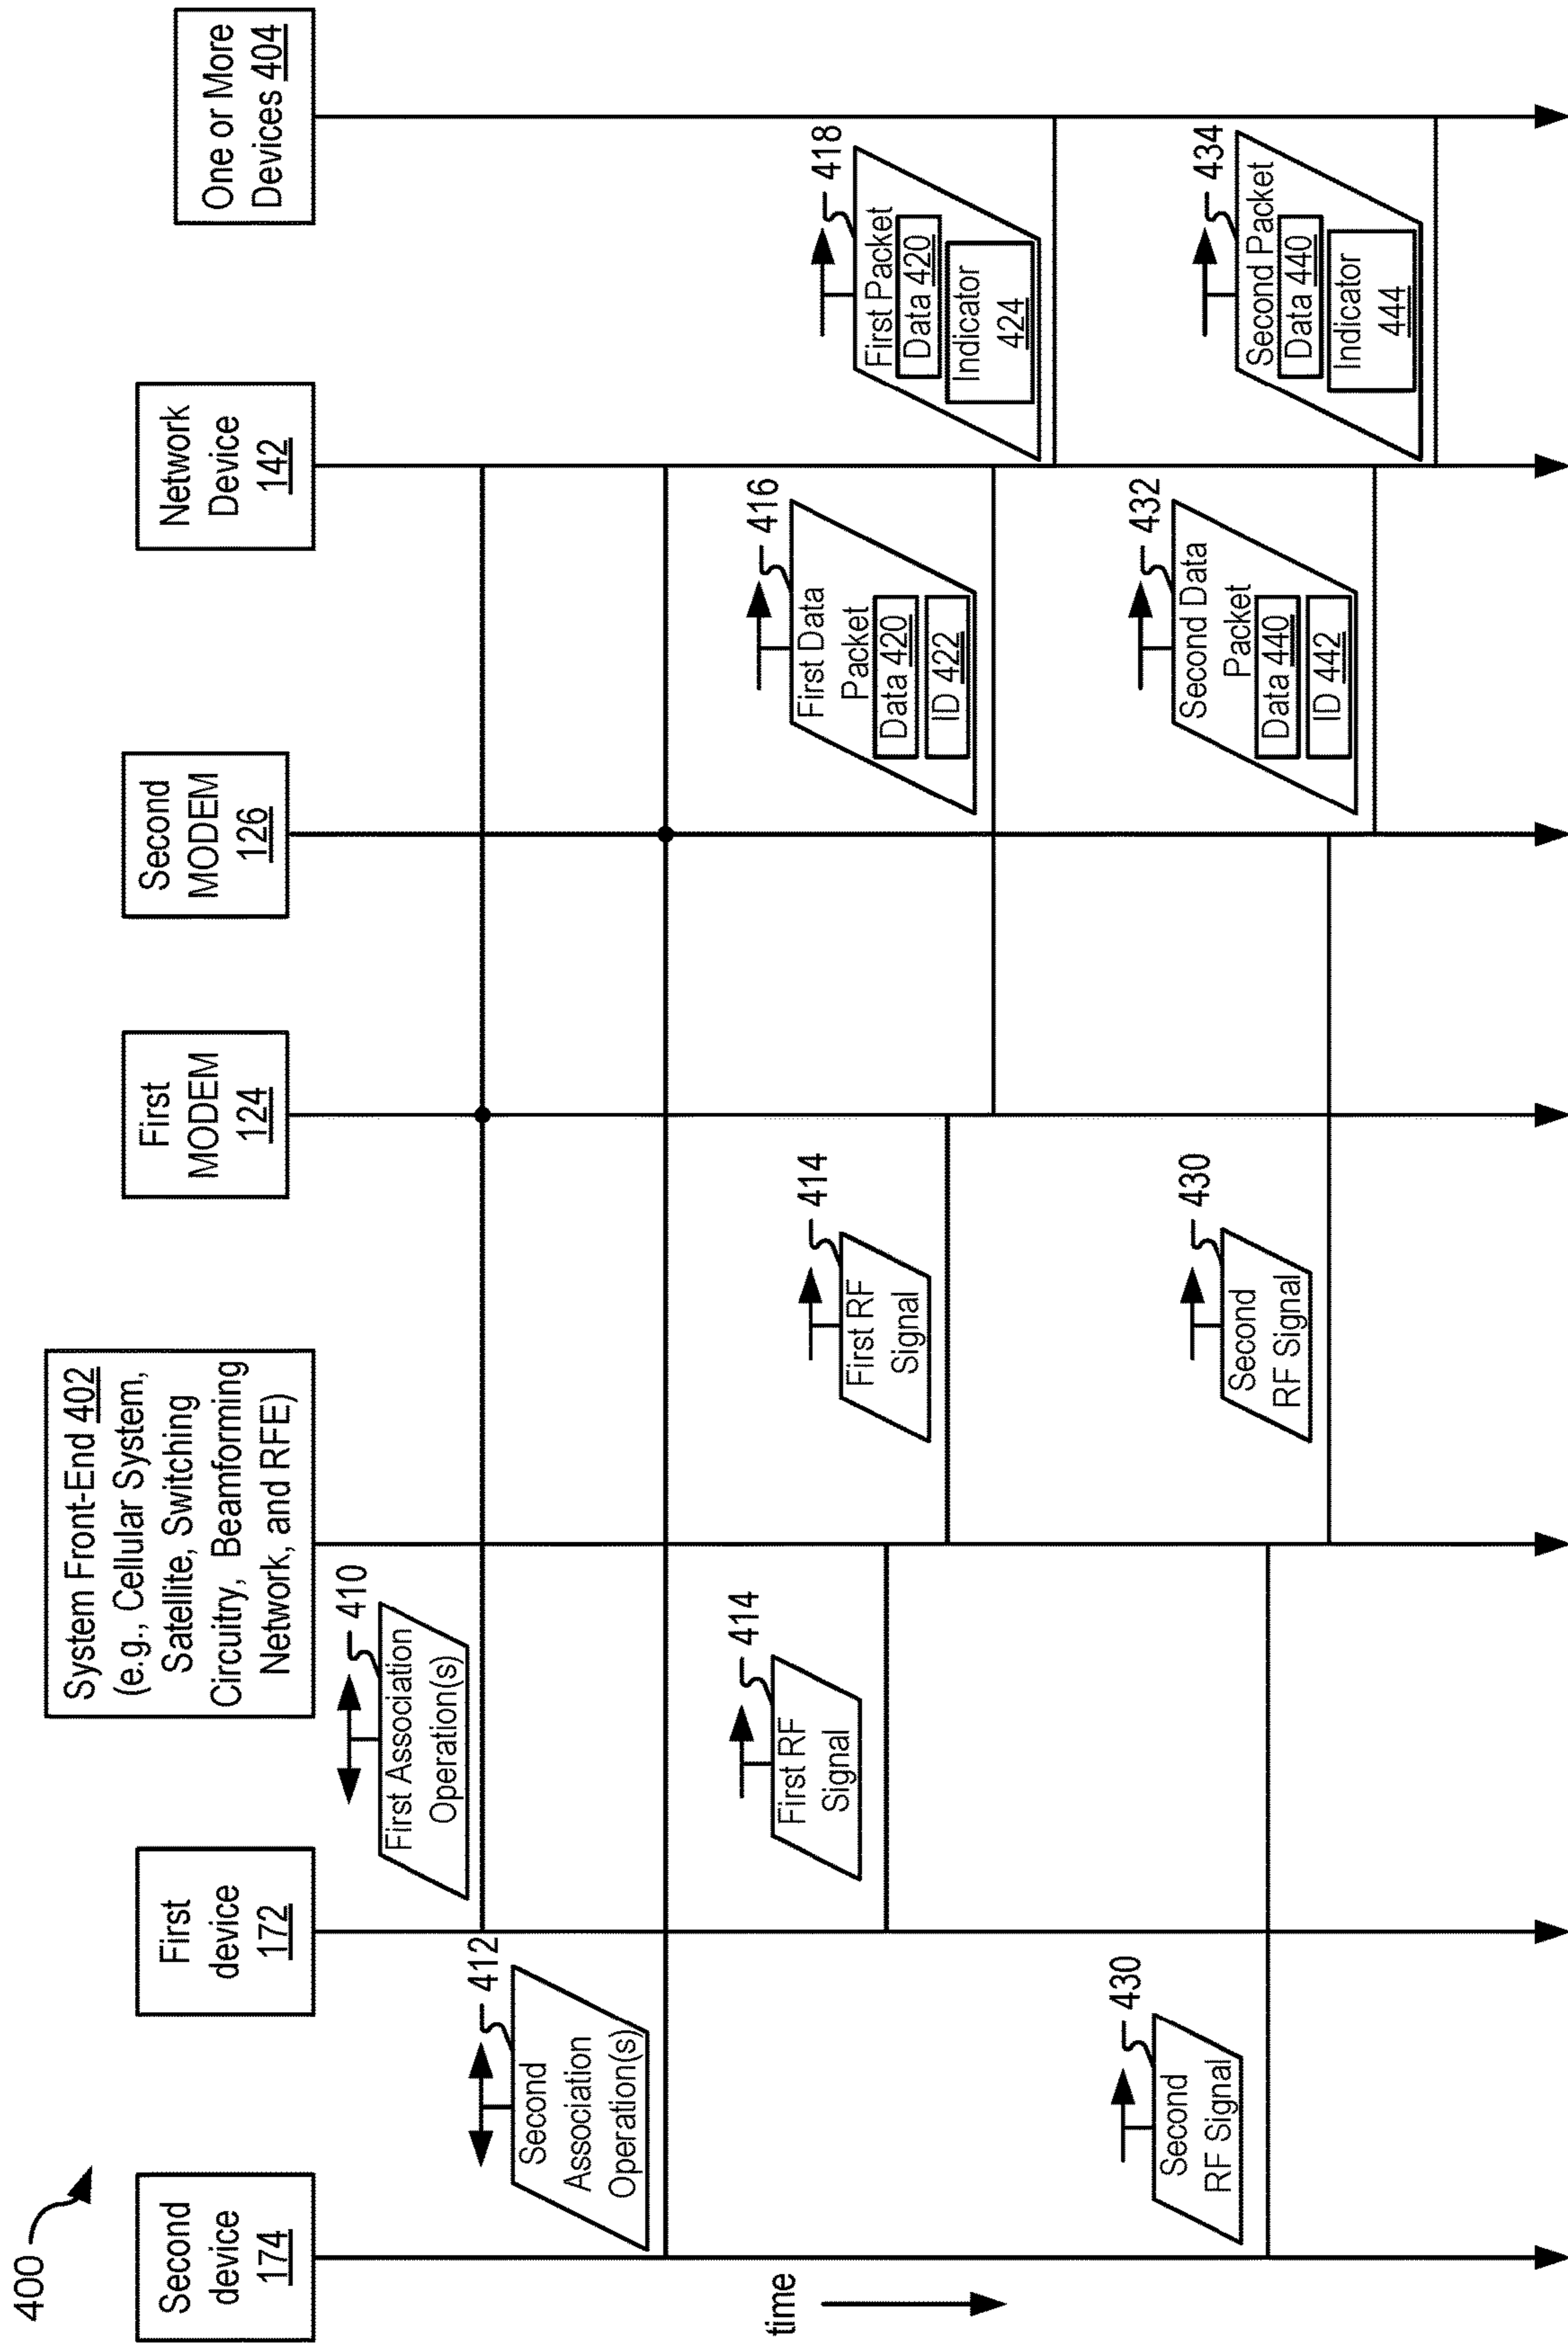 400
Second
device
174
First
device
172
System Front-End 402
(e.g., Cellular System,
Satellite, Switching
Circuitry, Beamforming
Network, and RFE)
First
MODEM
124
Second
MODEM
126
Network
Device
142
One or More
Devices 404
time
410
First Association
Operation(s)
412
Second
Association
Operation(s)
414
First RF
Signal
414
First RF
Signal
416
First Data
Packet
Data 420
ID 422
418
First Packet
Data 420
Indicator
424
430
Second
RF Signal
430
Second
RF Signal
432
Second Data
Packet
Data 440
ID 442
434
Second Packet
Data 440
Indicator
444